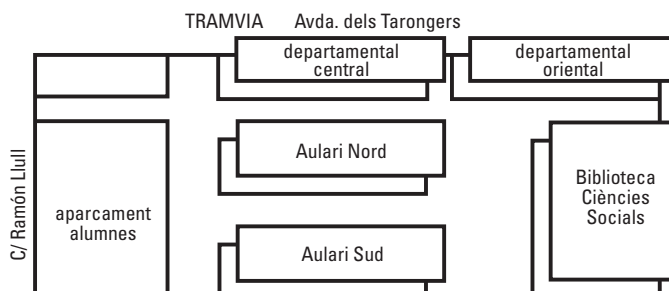 TRAMVIA Avda. dels Tarongers
departamental
central
departamental
oriental
Aulari Nord
Biblioteca
Ciències
Socials
C/ Ramón Llull
aparcament
alumnes
Aulari Sud